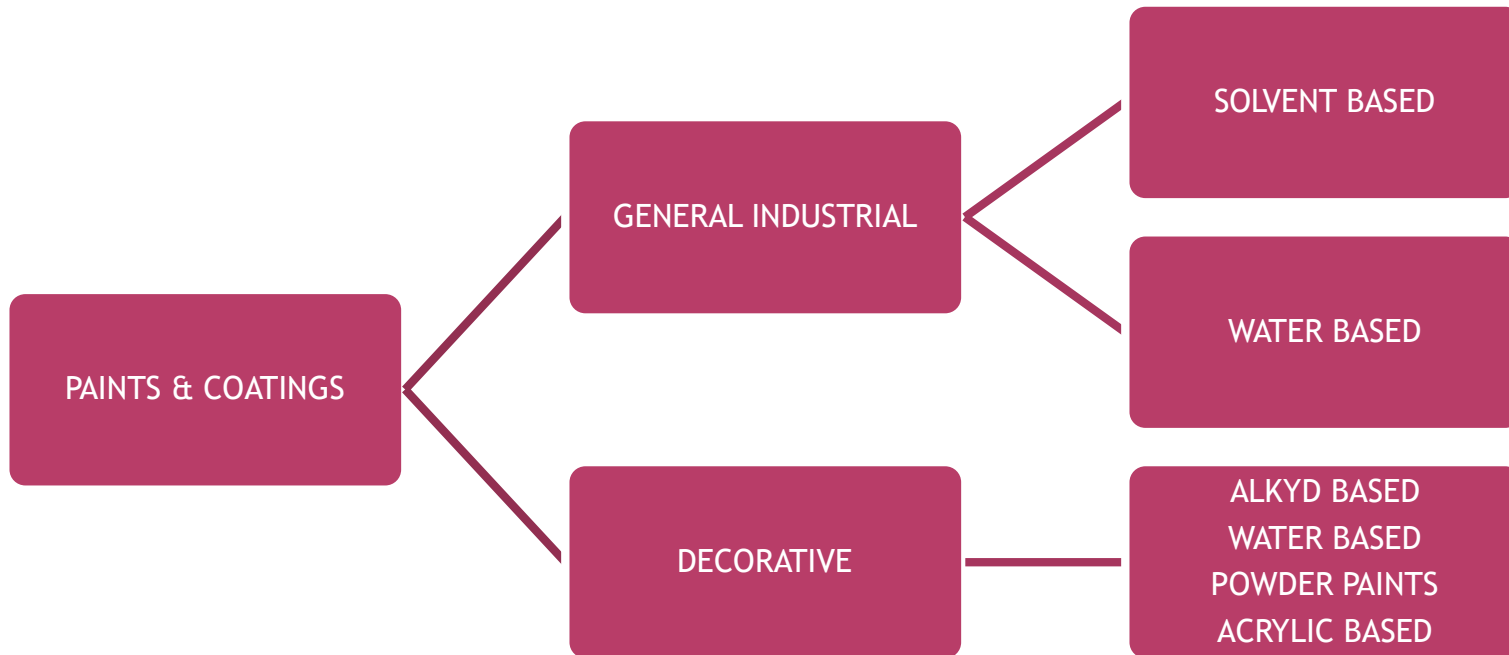 PAINTS & COATINGS
GENERAL INDUSTRIAL
SOLVENT BASED
WATER BASED
DECORATIVE
ALKYD BASED
WATER BASED
POWDER PAINTS
ACRYLIC BASED